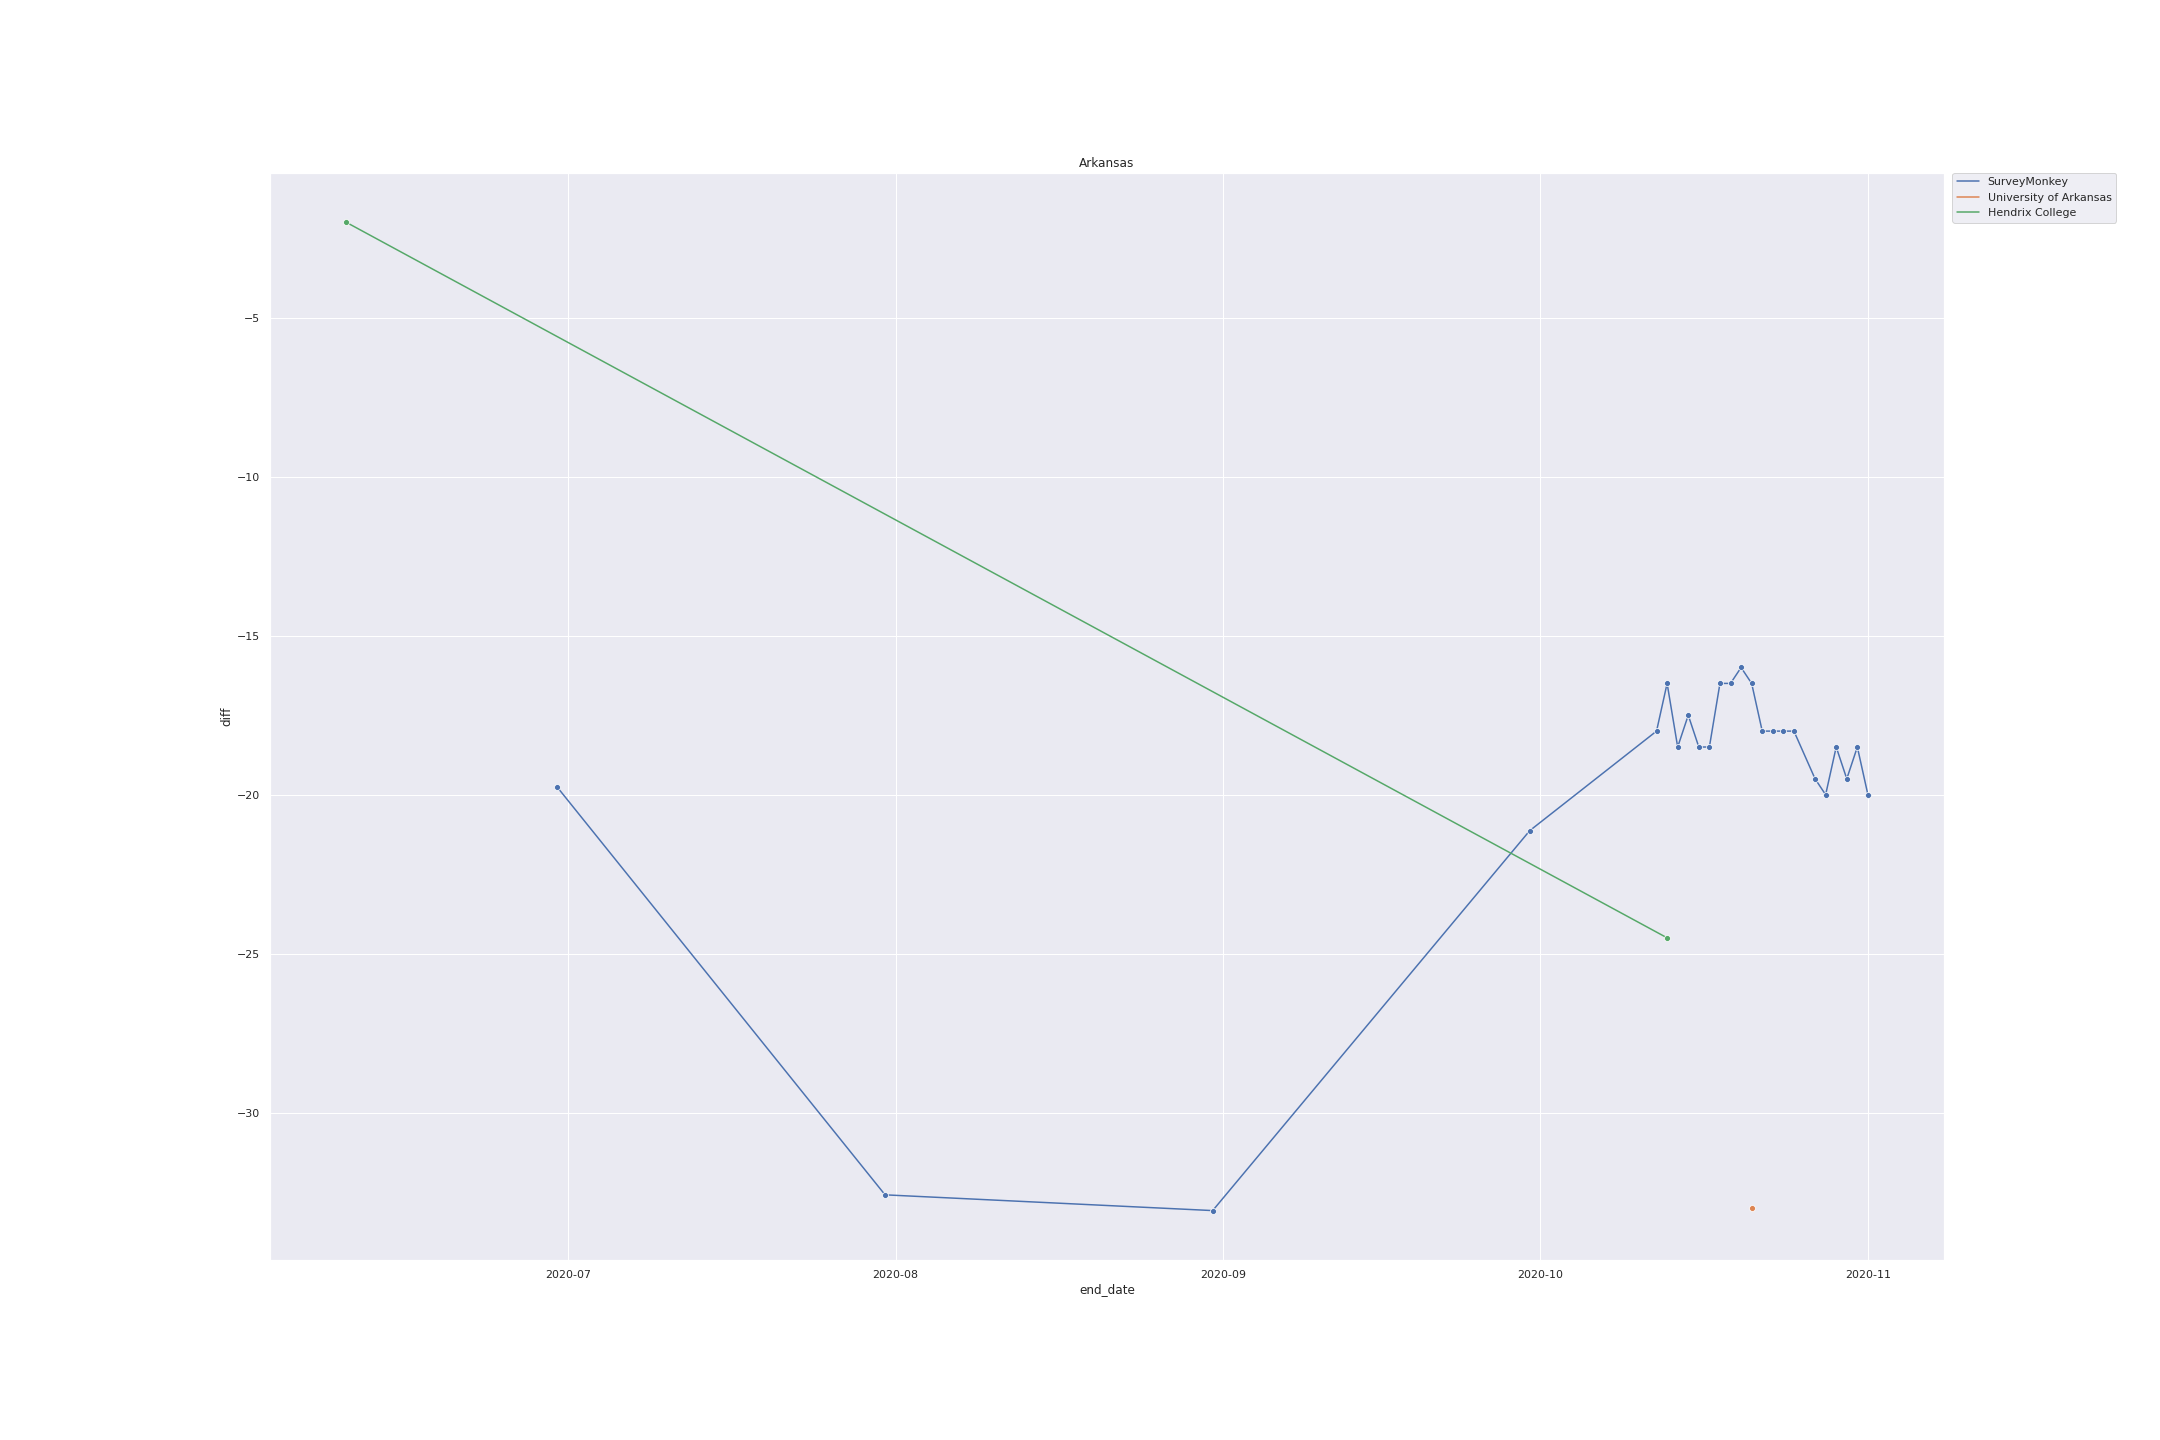 Arkansas
SurveyMonkey
University of Arkansas
Hendrix College
−5
−10
−15
−20
−25
−30
diff
2020-07
2020-08
2020-09
2020-10
2020-11
end_date